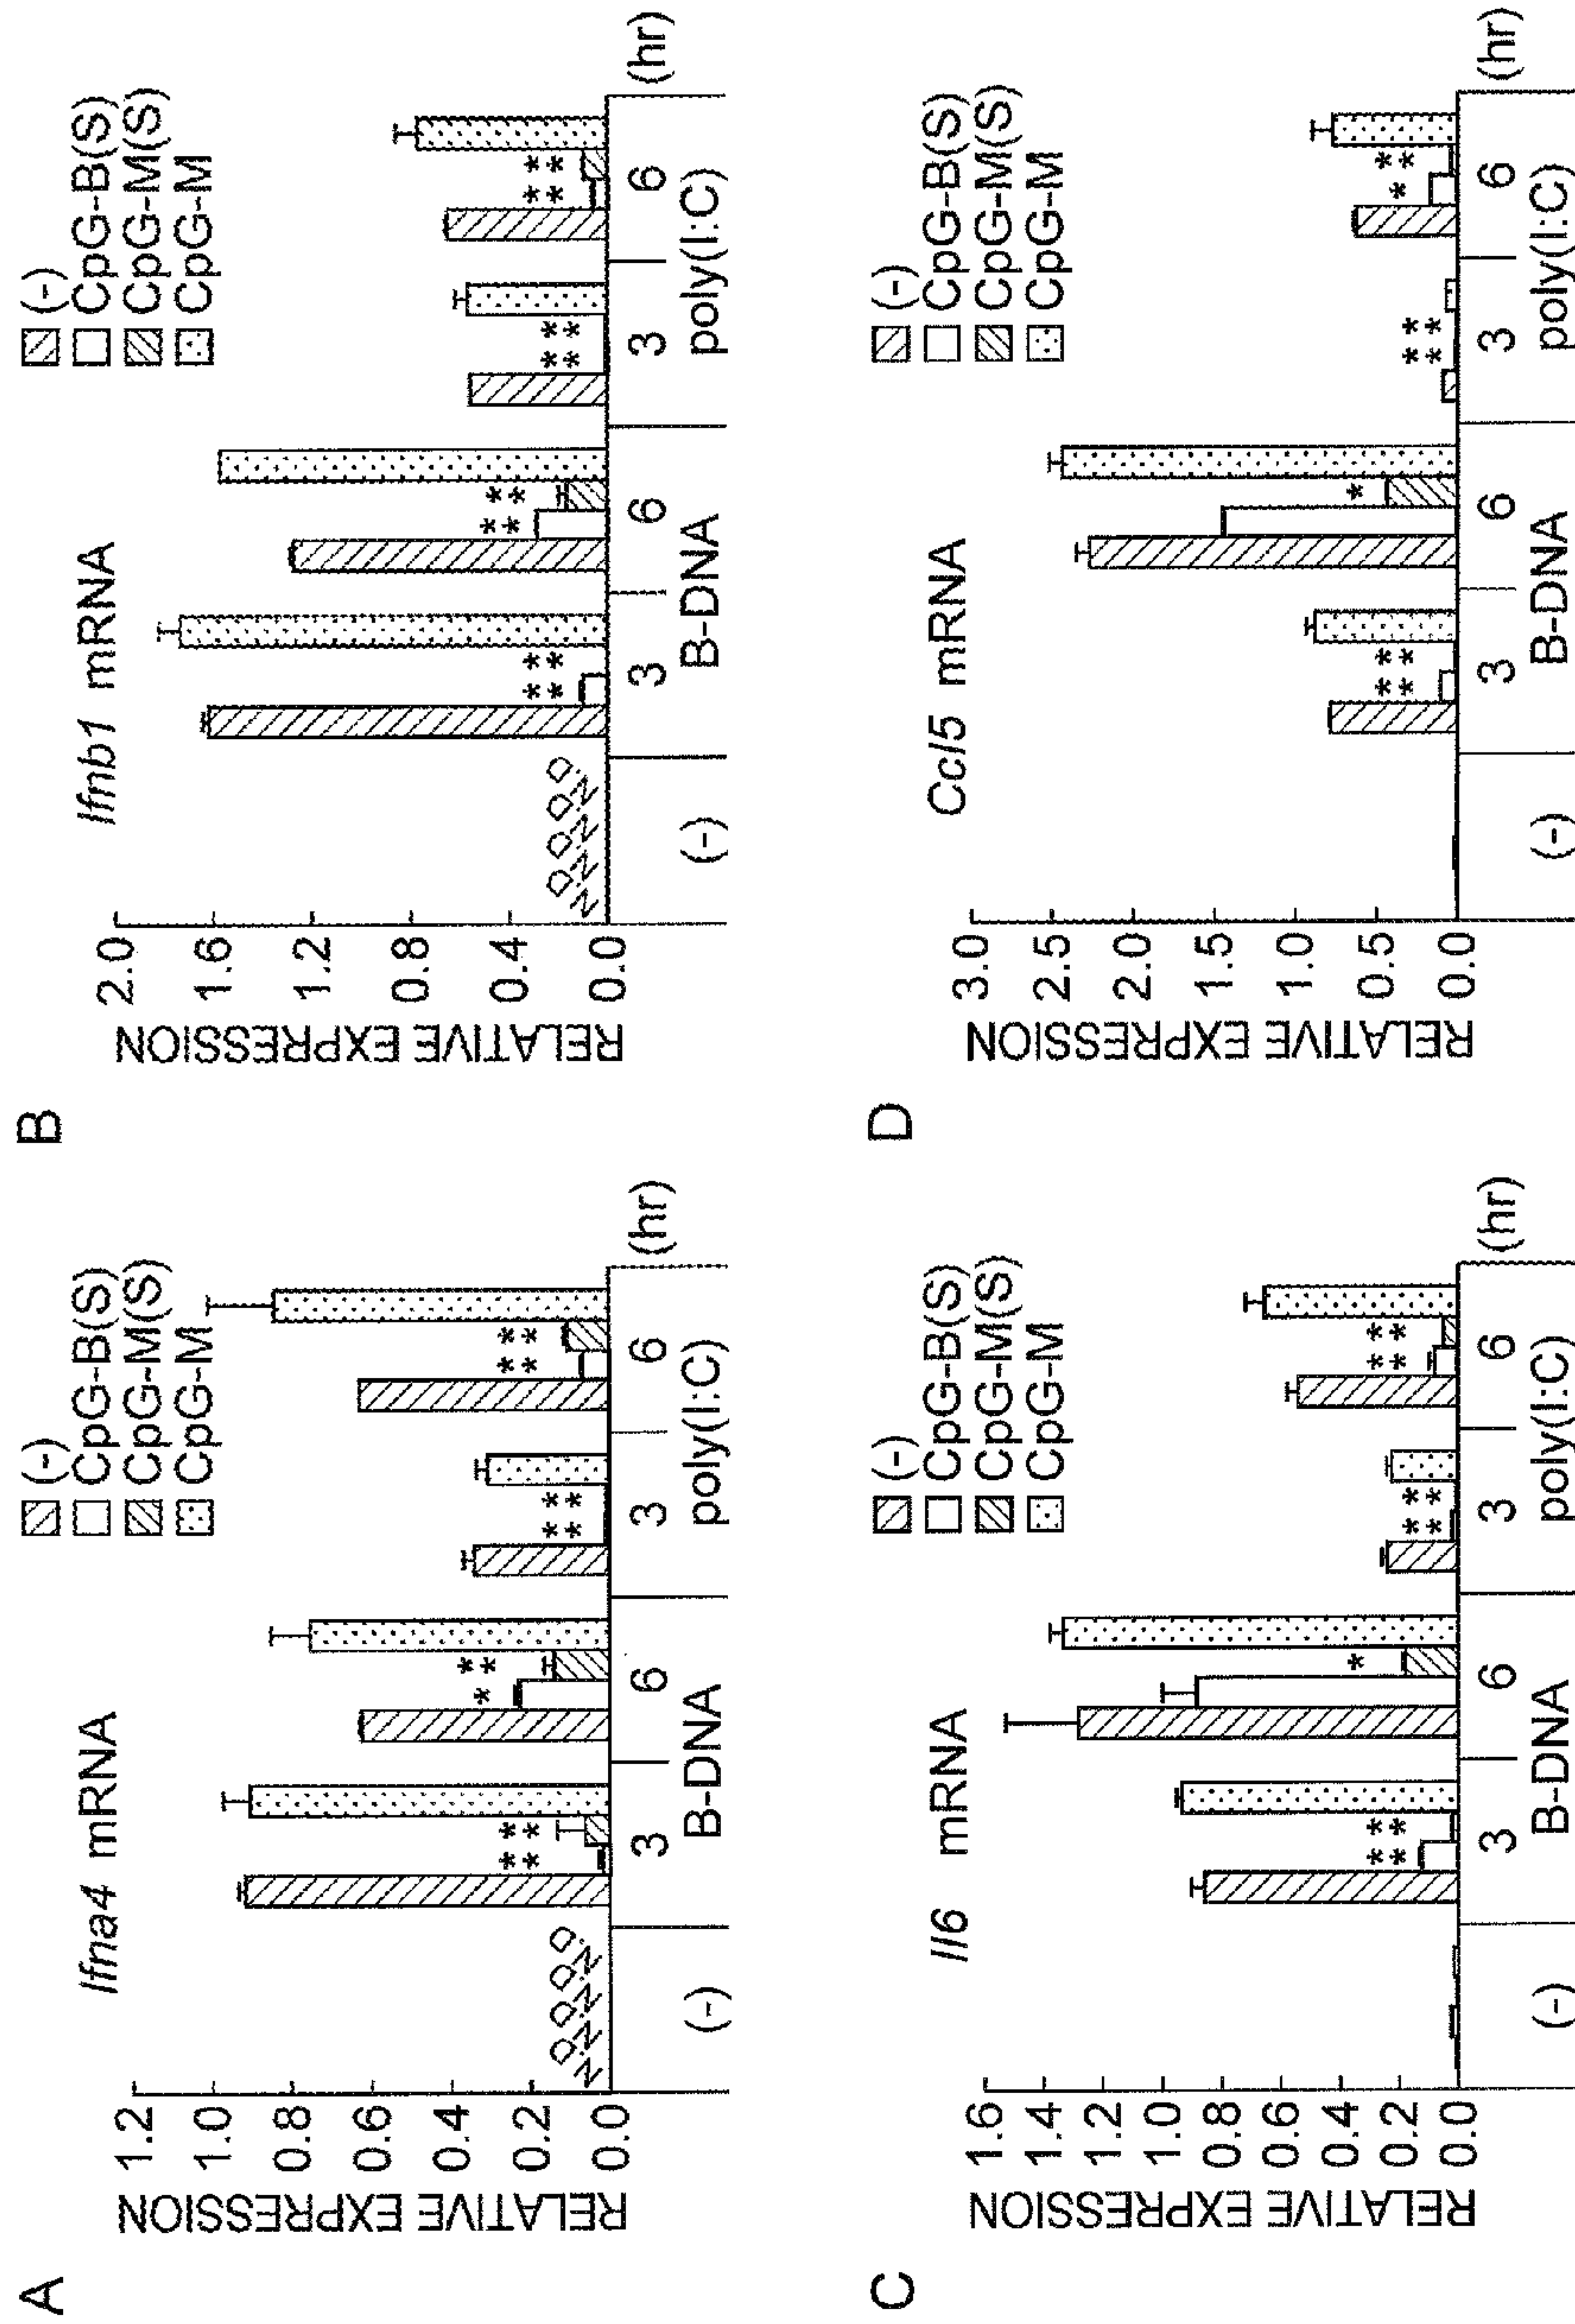 A
Ifna4 mRNA
(-)
CpG-B(S)
CpG-M(S)
CpG-M
RELATIVE EXPRESSION
1.2
1.0
0.8
0.6
0.4
0.2
0.0
N.D.
N.D.
N.D.
N.D.
** **
* **
** **
** **
3 6 3 6 (hr)
(-) B-DNA poly(I:C)
B
Ifnb1 mRNA
(-)
CpG-B(S)
CpG-M(S)
CpG-M
RELATIVE EXPRESSION
2.0
1.6
1.2
0.8
0.4
0.0
N.D.
N.D.
N.D.
** **
** **
** **
** **
3 6 3 6 (hr)
(-) B-DNA poly(I:C)
C
Il6 mRNA
(-)
CpG-B(S)
CpG-M(S)
CpG-M
RELATIVE EXPRESSION
1.6
1.4
1.2
1.0
0.8
0.6
0.4
0.2
0.0
** **
*
** **
** **
3 6 3 6 (hr)
(-) B-DNA poly(I:C)
D
Ccl5 mRNA
(-)
CpG-B(S)
CpG-M(S)
CpG-M
RELATIVE EXPRESSION
3.0
2.5
2.0
1.5
1.0
0.5
0.0
** **
*
** **
* **
3 6 3 6 (hr)
(-) B-DNA poly(I:C)